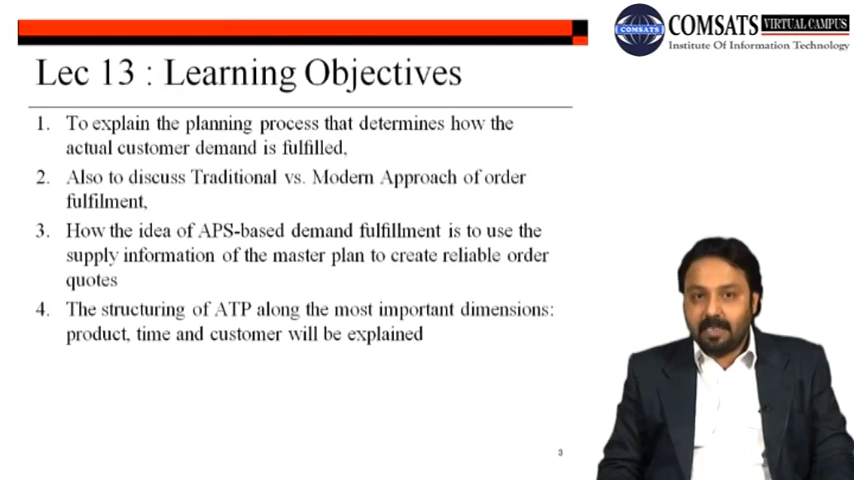 COMSATS VIRTUAL CAMPUS
COMSATS
Institute Of Information Technology
Lec 13 : Learning Objectives
1. To explain the planning process that determines how the
actual customer demand is fulfilled,
2. Also to discuss Traditional vs. Modern Approach of order
fulfilment,
3. How the idea of APS-based demand fulfillment is to use the
supply information of the master plan to create reliable order
quotes
4. The structuring of ATP along the most important dimensions:
product, time and customer will be explained
3